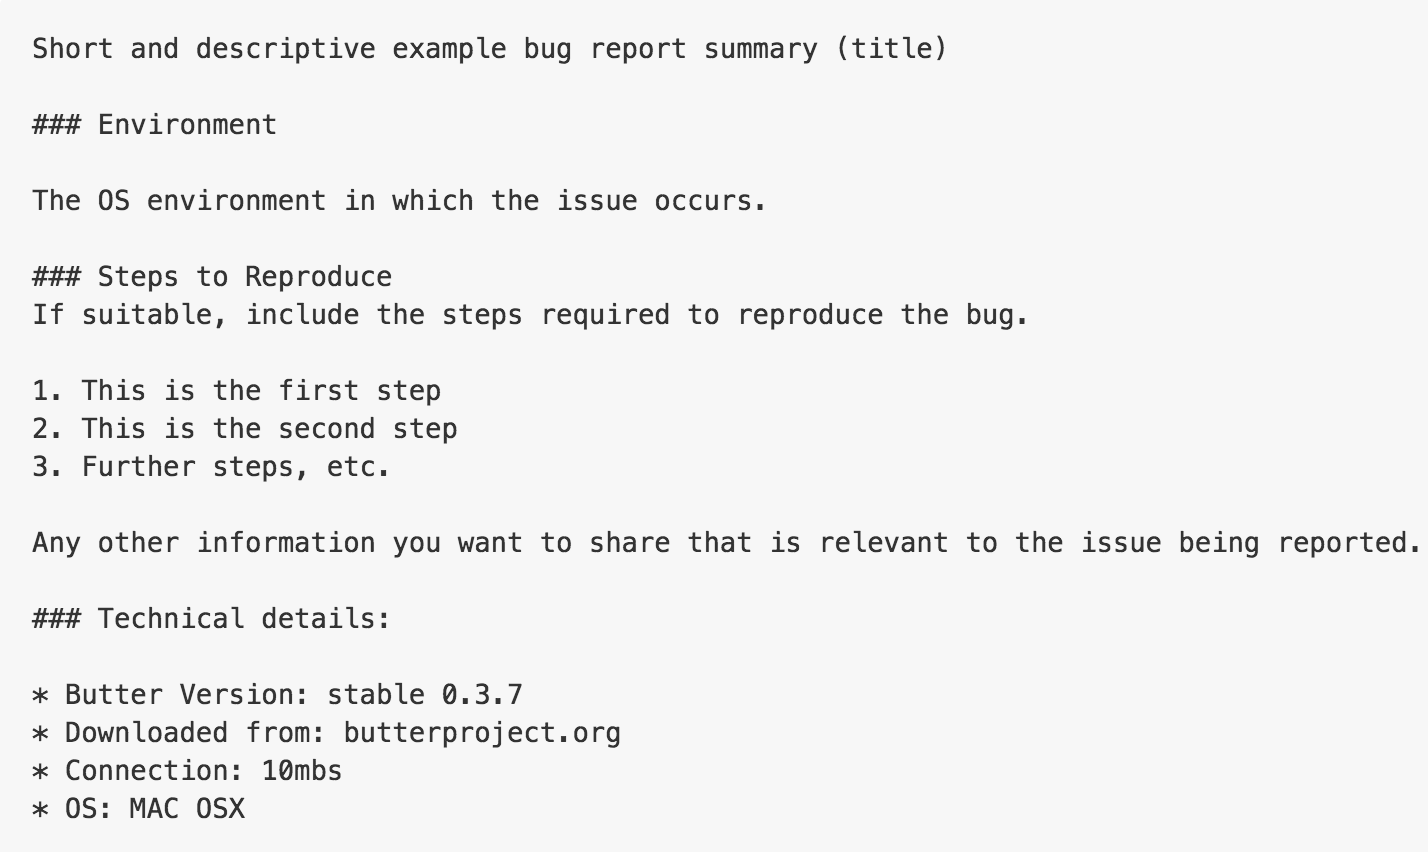 Short and descriptive example bug report summary (title)
### Environment
The OS environment in which the issue occurs.
### Steps to Reproduce
If suitable, include the steps required to reproduce the bug.
1. This is the first step
2. This is the second step
3. Further steps, etc.
Any other information you want to share that is relevant to the issue being reported.
### Technical details:
* Butter Version: stable 0.3.7
* Downloaded from: butterproject.org
* Connection: 10mbs
* OS: MAC OSX